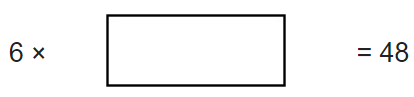 6 × = 48